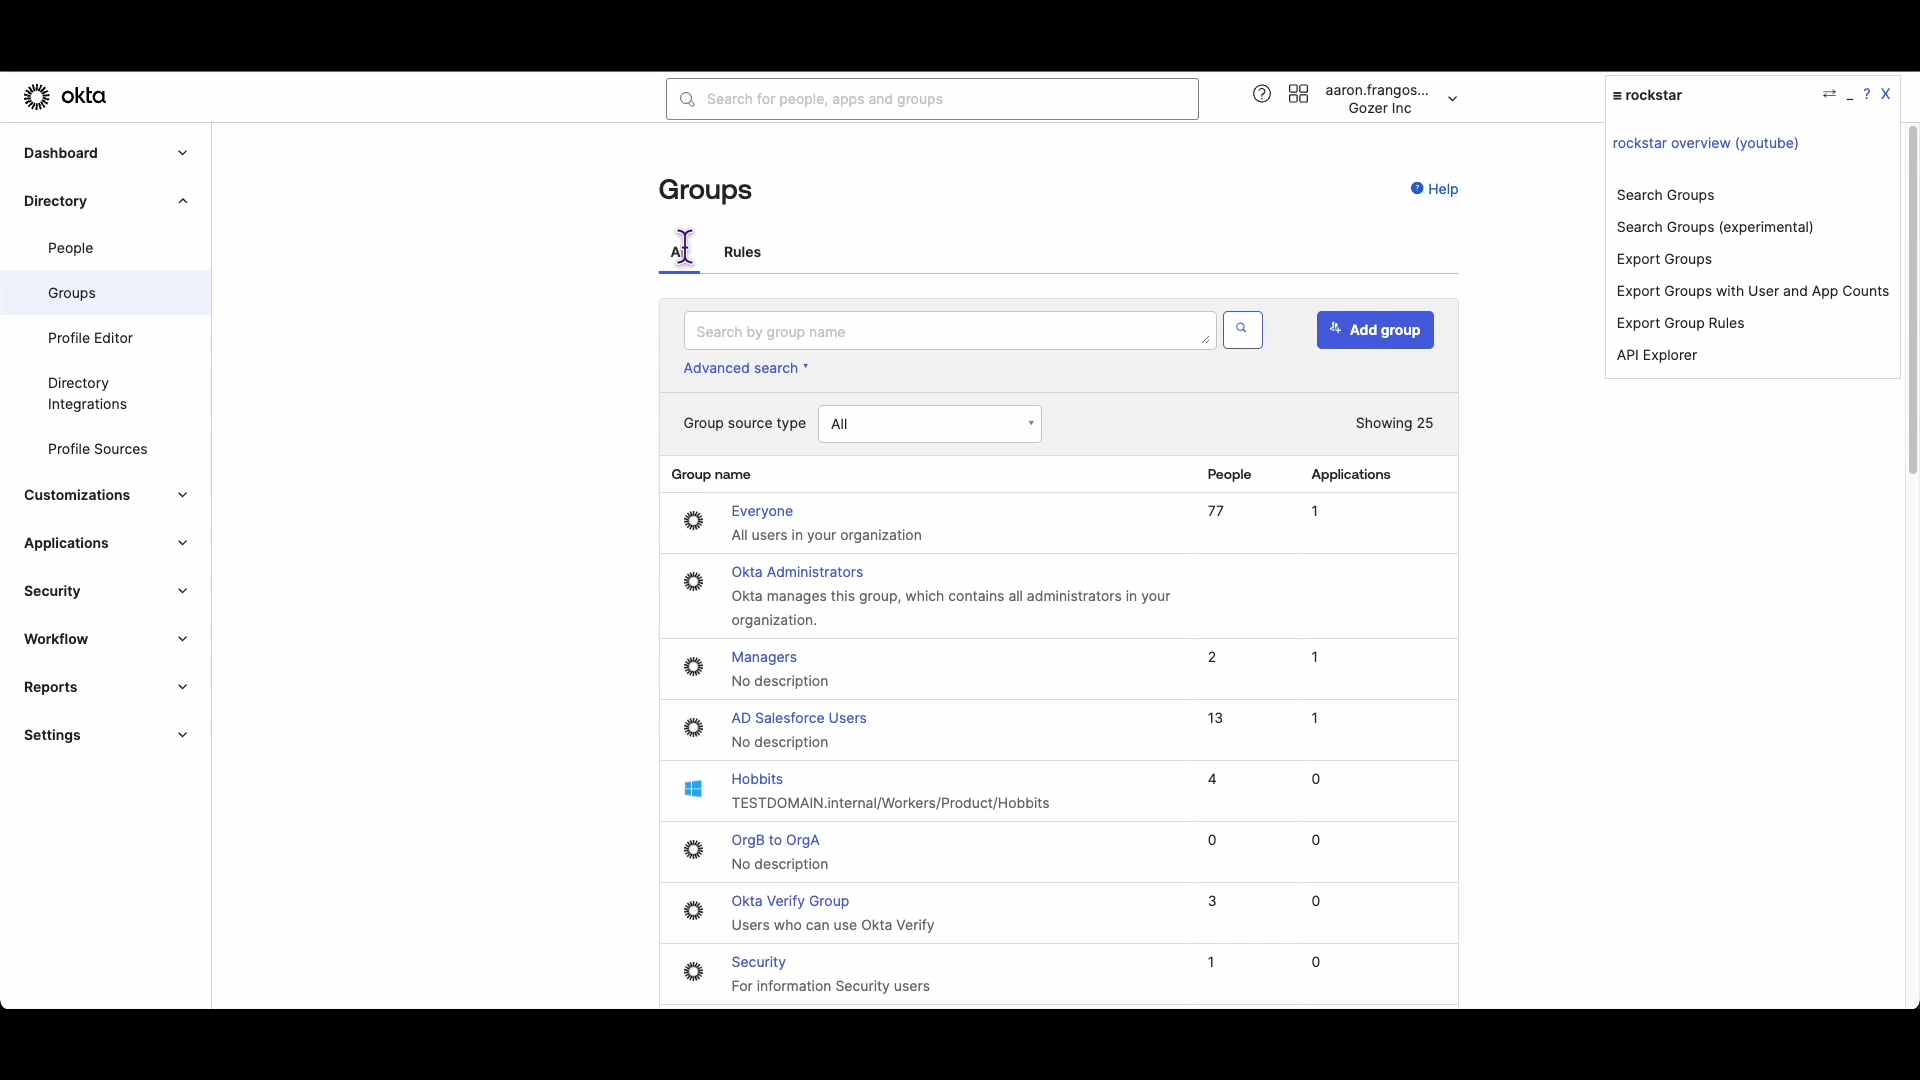 okta
Search for people, apps and groups
aaron.frangos...
Gozer Inc
≡ rockstar
⇄ _ ? X
rockstar overview (youtube)
Search Groups
Search Groups (experimental)
Export Groups
Export Groups with User and App Counts
Export Group Rules
API Explorer
Dashboard
Directory
People
Groups
Profile Editor
Directory
Integrations
Profile Sources
Customizations
Applications
Security
Workflow
Reports
Settings
Groups
Help
Rules
Search by group name
Add group
Advanced search
Group source type All Showing 25
Group name People Applications
Everyone 77 1
All users in your organization
Okta Administrators
Okta manages this group, which contains all administrators in your
organization.
Managers 2 1
No description
AD Salesforce Users 13 1
No description
Hobbits 4 0
TESTDOMAIN.internal/Workers/Product/Hobbits
OrgB to OrgA 0 0
No description
Okta Verify Group 3 0
Users who can use Okta Verify
Security 1 0
For information Security users